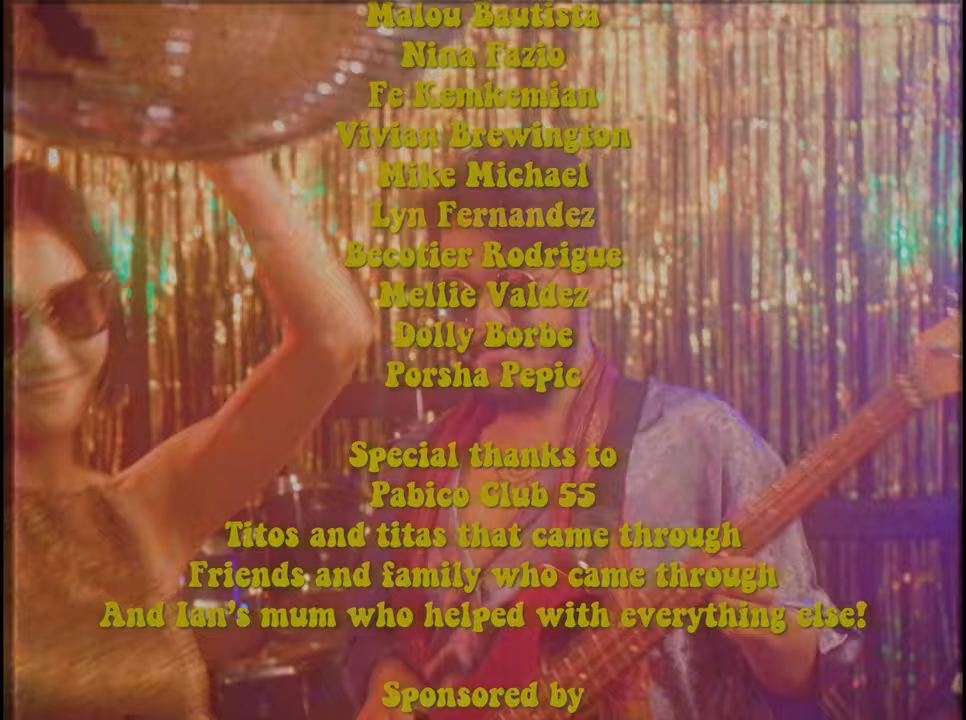 Malou Bautista
Nina Fazio
Fe Kemkemian
Vivian Brewington
Mike Michael
Lyn Fernandez
Becotier Rodrigue
Mellie Valdez
Dolly Borbe
Porsha Pepic
Special thanks to
Pabico Club 55
Titos and titas that came through
Friends and family who came through
And Ian's mum who helped with everything else!
Sponsored by